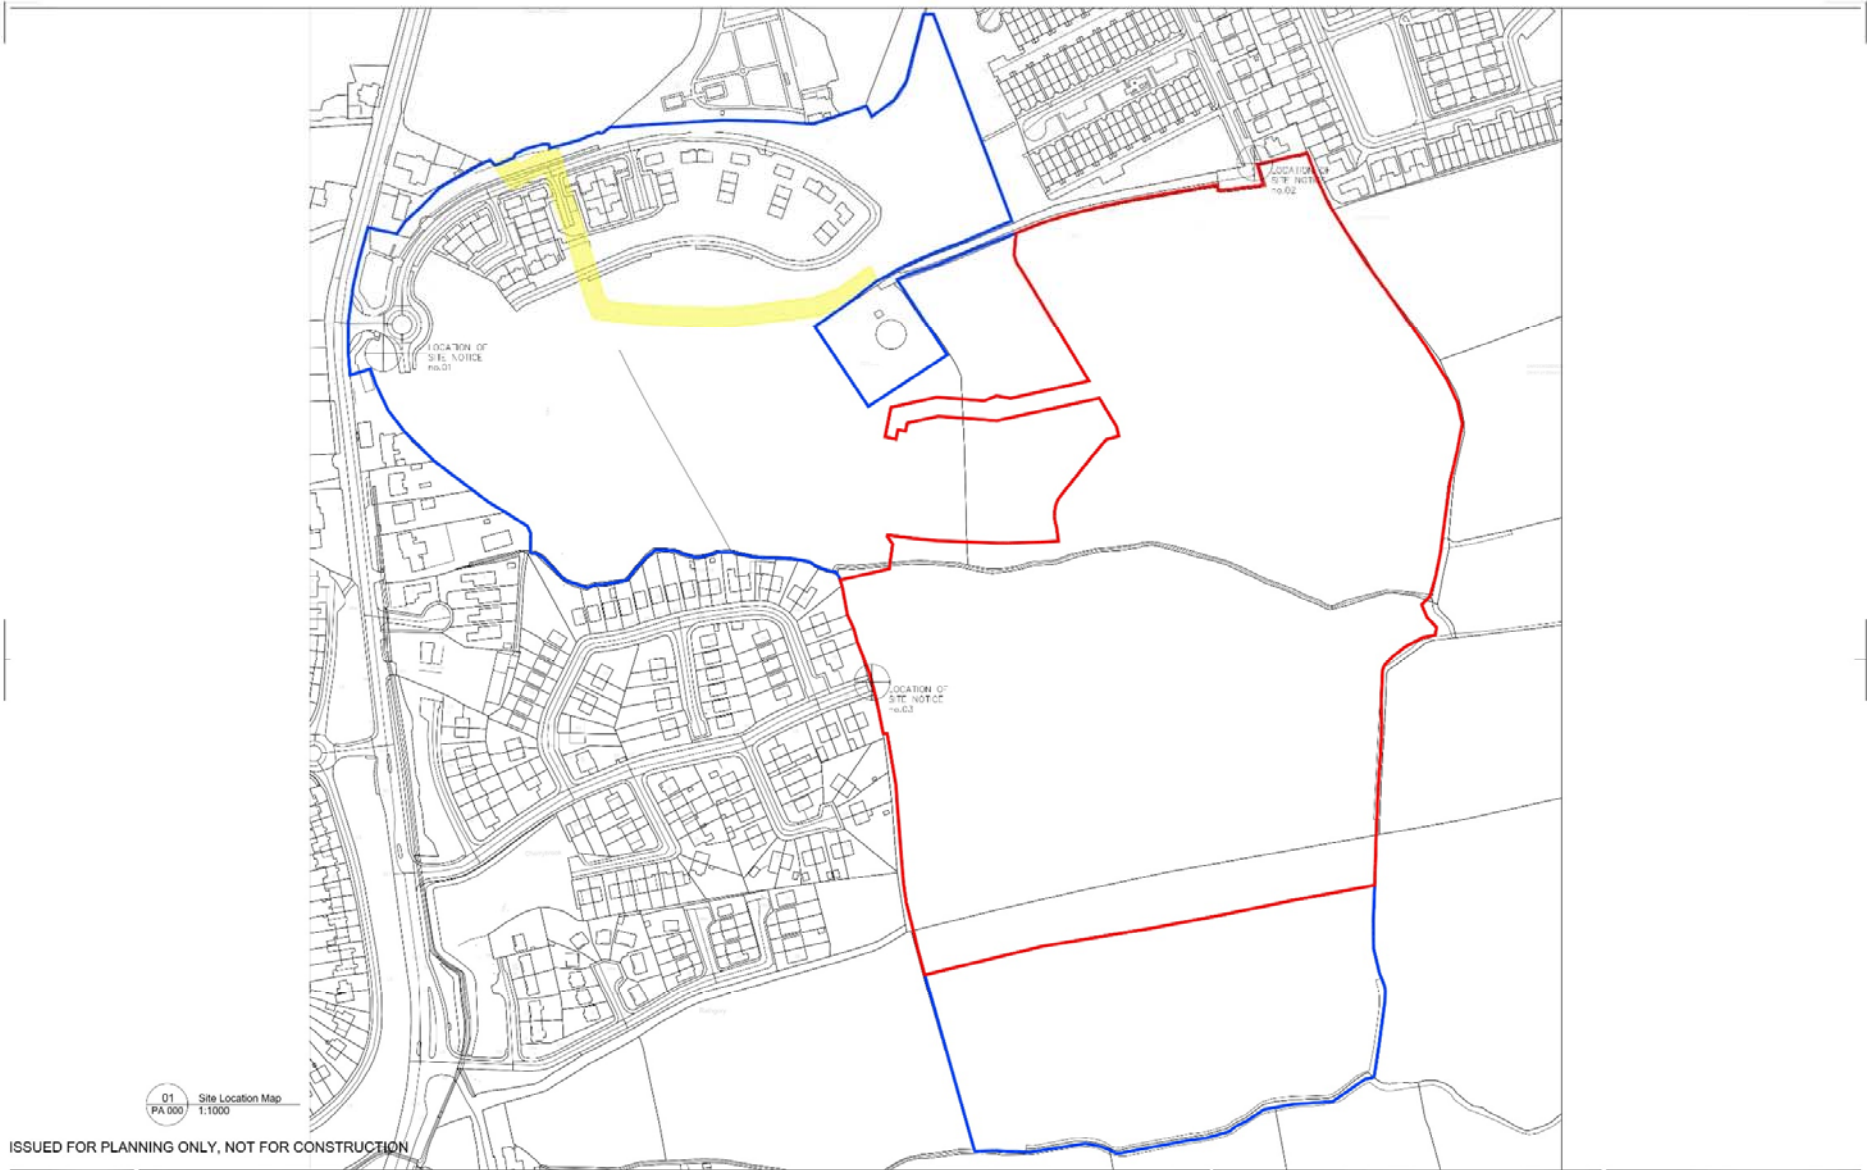 LOCATION OF
SITE NOTICE
no.02
LOCATION OF
SITE NOTICE
no.01
LOCATION OF
SITE NOTICE
no.03
01
PA 000
Site Location Map
1:1000
ISSUED FOR PLANNING ONLY, NOT FOR CONSTRUCTION